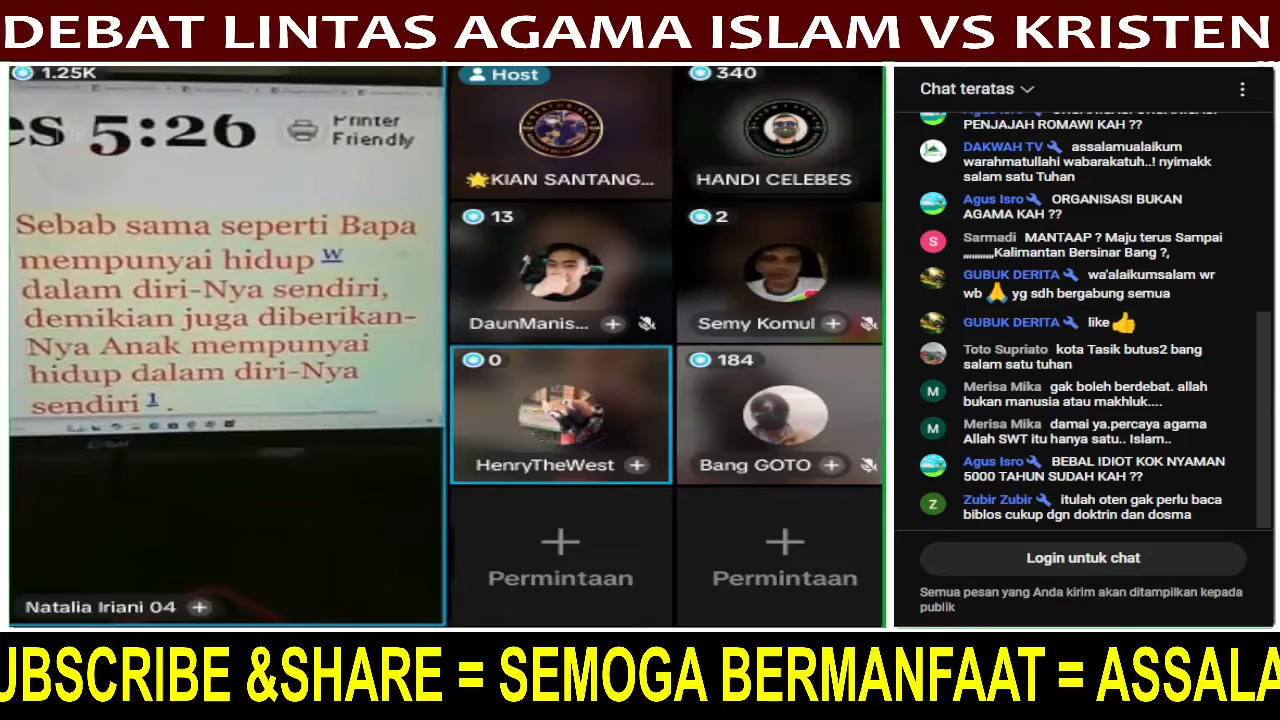 DEBAT LINTAS AGAMA ISLAM VS KRISTEN
1.25K
es 5:26
Printer
Friendly
Sebab sama seperti Bapa
mempunyai hidup w
dalam diri-Nya sendiri,
demikian juga diberikan-
Nya Anak mempunyai
hidup dalam diri-Nya
sendiri 1 .
Natalia Iriani 04 +
Host
KIAN SANTANG...
340
HANDI CELEBES
13
DaunManis... +
2
Semy Komul +
0
HenryTheWest +
184
Bang GOTO +
+
Permintaan
+
Permintaan
Chat teratas
PENJAJAH ROMAWI KAH ??
DAKWAH TV assalamualaikum
warahmatullahi wabarakatuh..! nyimakk
salam satu Tuhan
Agus Isro ORGANISASI BUKAN
AGAMA KAH ??
S
Sarmadi MANTAAP ? Maju terus Sampai
,,,,,,,,,,,Kalimantan Bersinar Bang ?,
GUBUK DERITA wa'alaikumsalam wr
wb 🙏 yg sdh bergabung semua
GUBUK DERITA like👍
Toto Supriato kota Tasik butus2 bang
salam satu tuhan
M
Merisa Mika gak boleh berdebat. allah
bukan manusia atau makhluk....
M
Merisa Mika damai ya.percaya agama
Allah SWT itu hanya satu.. Islam..
Agus Isro BEBAL IDIOT KOK NYAMAN
5000 TAHUN SUDAH KAH ??
Z
Zubir Zubir itulah oten gak perlu baca
biblos cukup dgn doktrin dan dosma
Login untuk chat
Semua pesan yang Anda kirim akan ditampilkan kepada
publik
UBSCRIBE &SHARE = SEMOGA BERMANFAAT = ASSALA